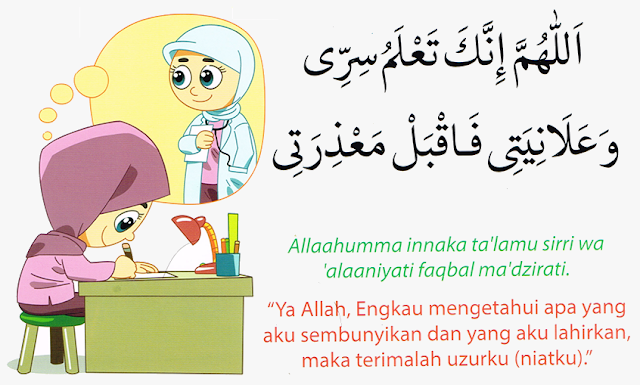 اَللّٰهُمَّ إِنَّكَ تَعْلَمُ سِرِّى
وَعَلَانِيَتِى فَاقْبَلْ مَعْذِرَتِى
Allaahumma innaka ta'lamu sirri wa
'alaaniyati faqbal ma'dzirati.
“Ya Allah, Engkau mengetahui apa yang
aku sembunyikan dan yang aku lahirkan,
maka terimalah uzurku (niatku).”